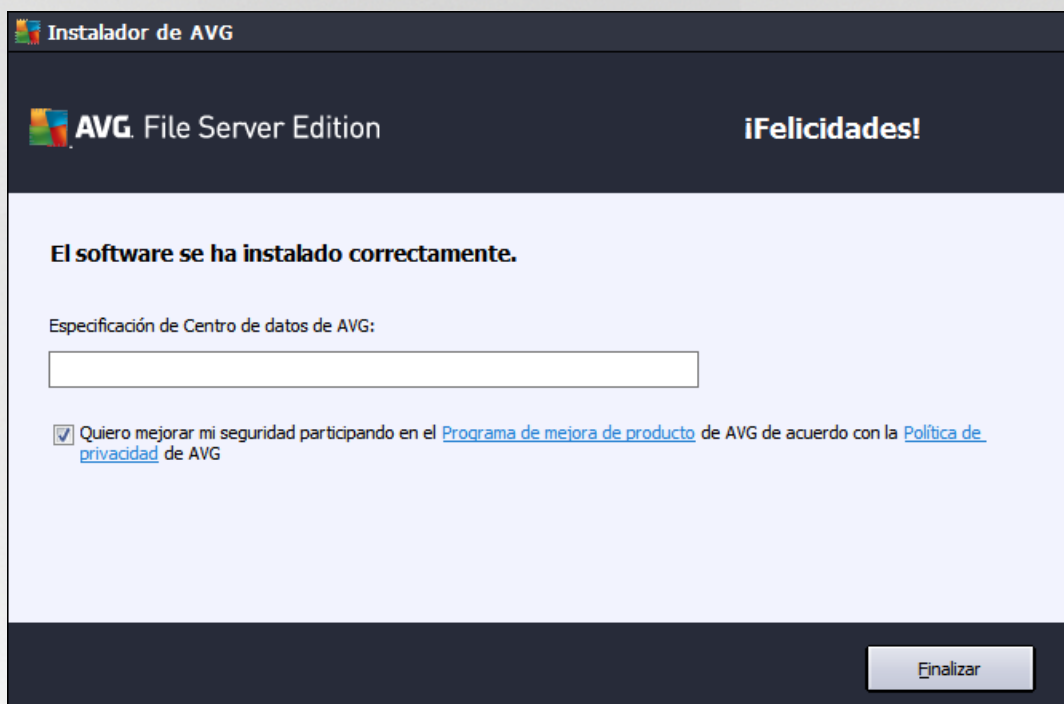 Instalador de AVG
AVG. File Server Edition
¡Felicidades!
El software se ha instalado correctamente.
Especificación de Centro de datos de AVG:
Quiero mejorar mi seguridad participando en el Programa de mejora de producto de AVG de acuerdo con la Política de
privacidad de AVG
Finalizar